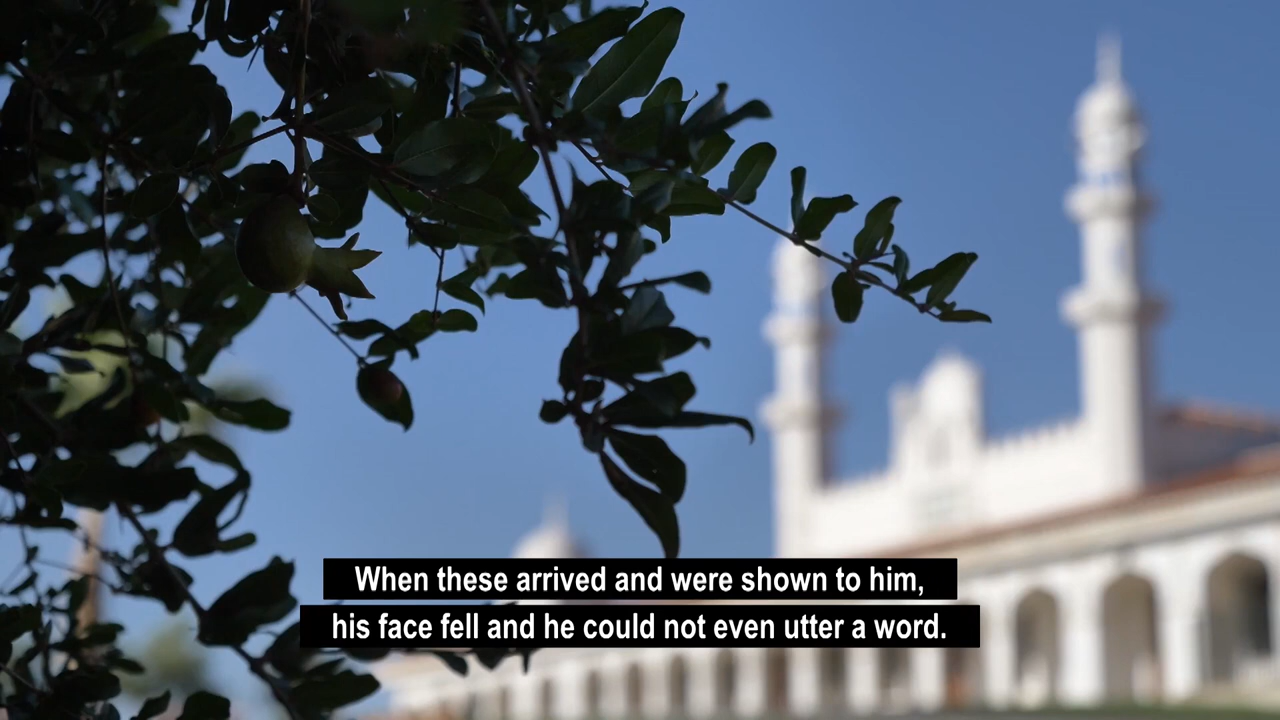 When these arrived and were shown to him,
his face fell and he could not even utter a word.